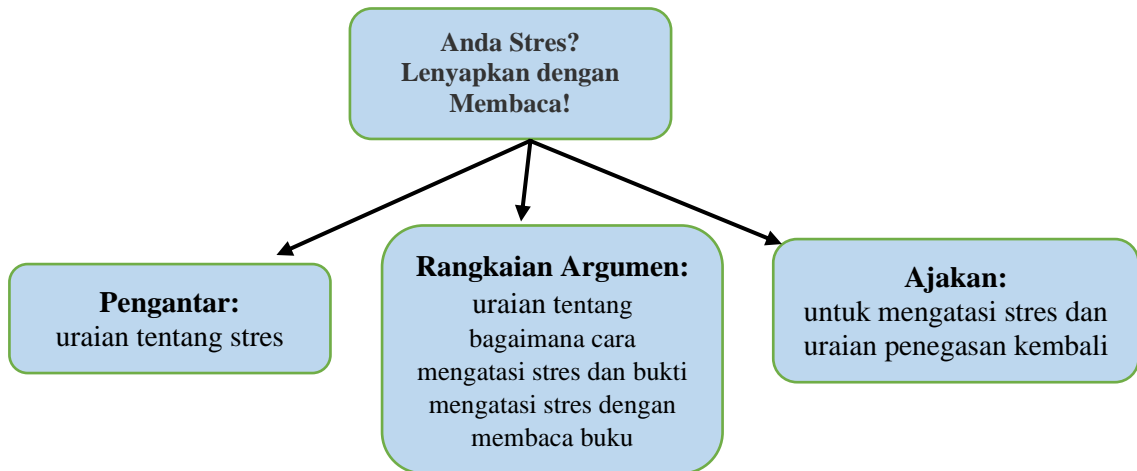 Anda Stres?
Lenyapkan dengan
Membaca!
Pengantar:
uraian tentang stres
Rangkaian Argumen:
uraian tentang
bagaimana cara
mengatasi stres dan bukti
mengatasi stres dengan
membaca buku
Ajakan:
untuk mengatasi stres dan
uraian penegasan kembali